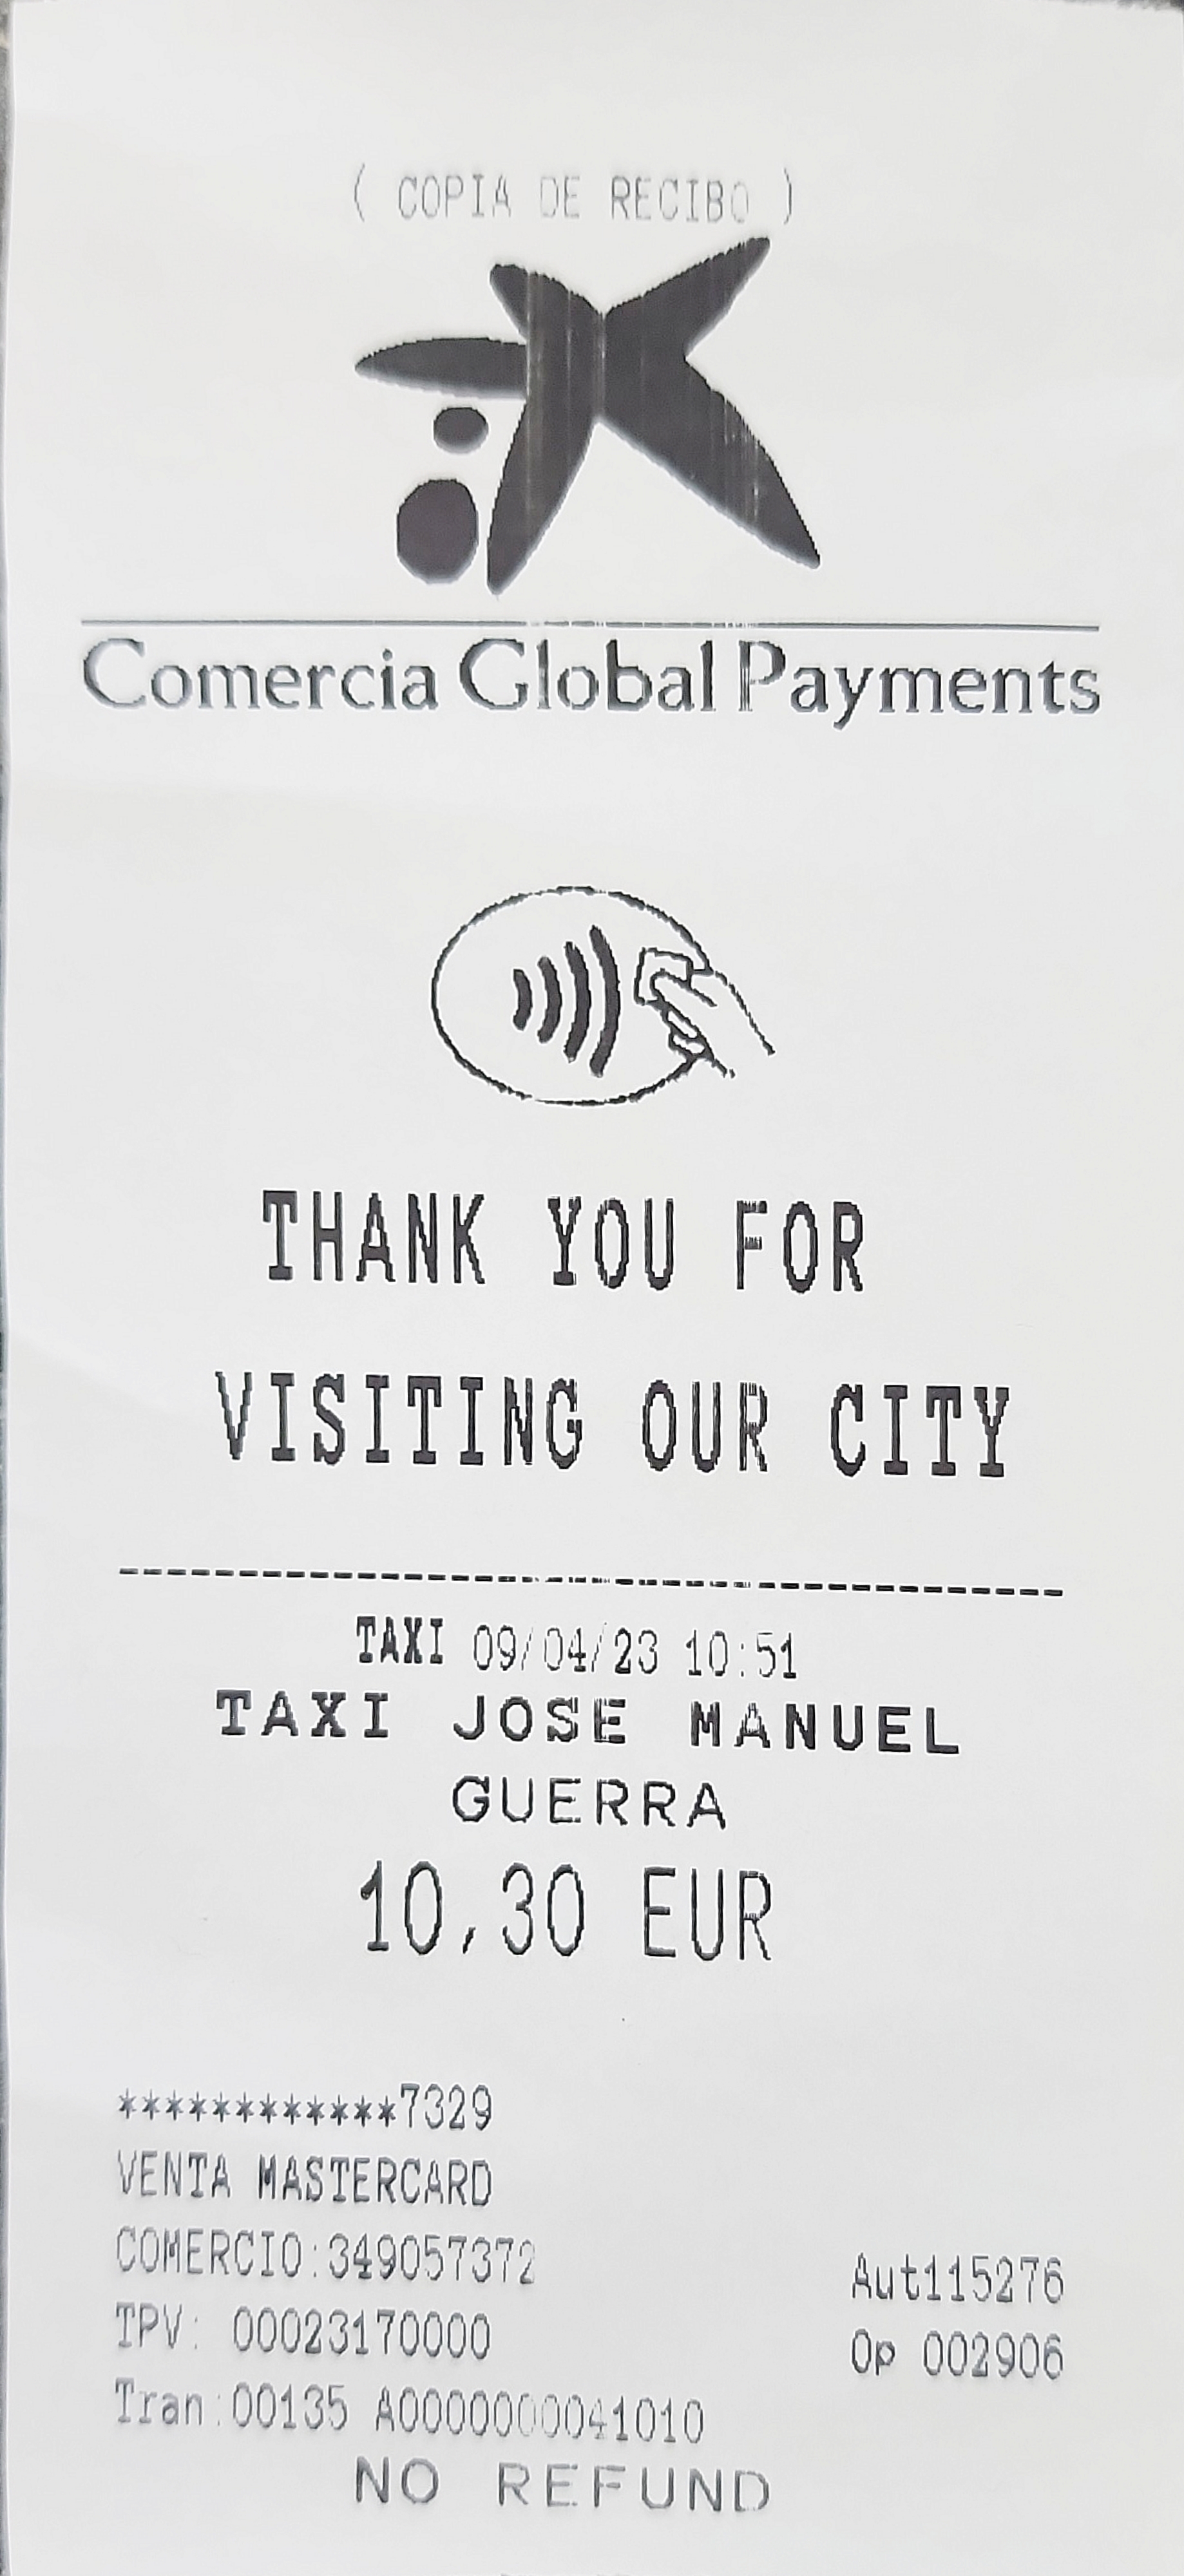 ( COPIA DE RECIBO )
Comercia Global Payments
THANK YOU FOR
VISITING OUR CITY
TAXI 09/04/23 10:51
TAXI JOSE MANUEL
GUERRA
10,30 EUR
************7329
VENTA MASTERCARD
COMERCIO:349057372
Aut115276
TPV: 00023170000
Op 002906
Tran:00135 A0000000041010
NO REFUND